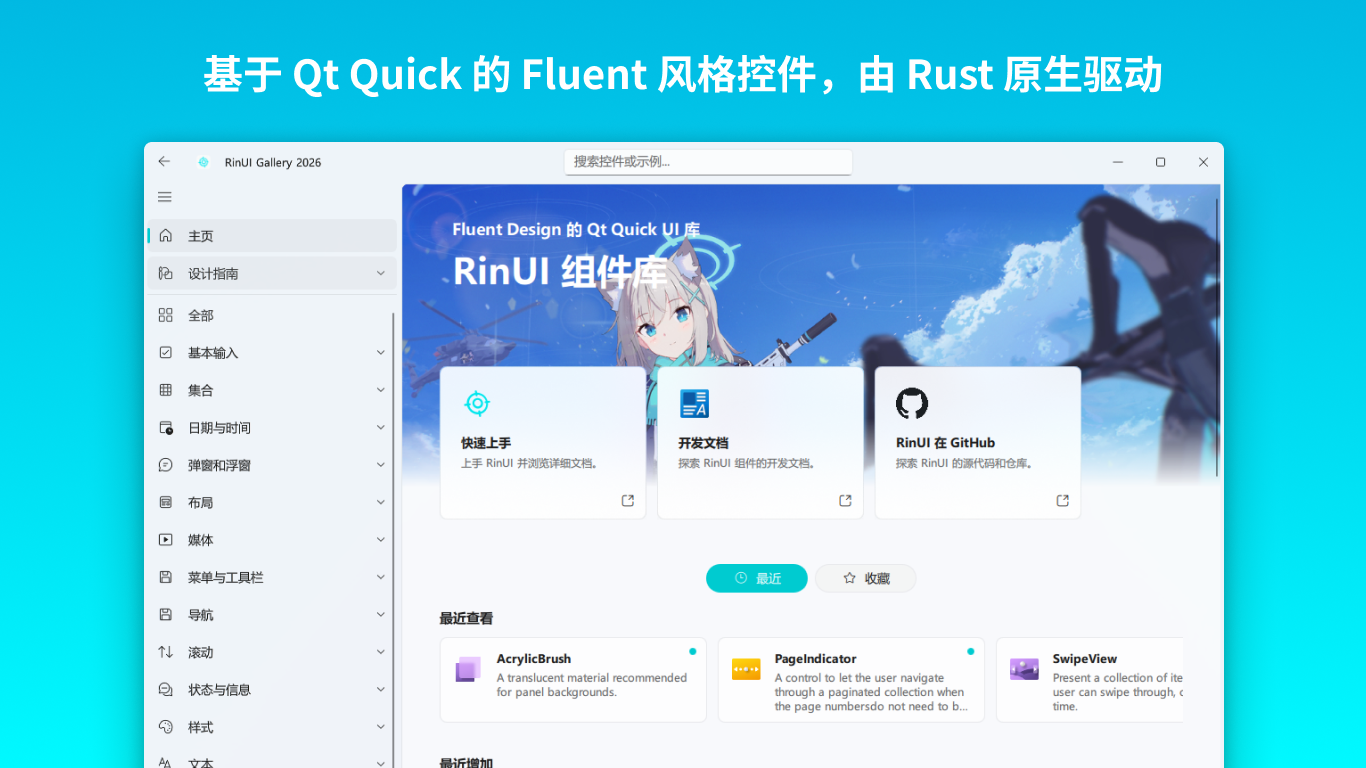 基于 Qt Quick 的 Fluent 风格控件，由 Rust 原生驱动
RinUI Gallery 2026
搜索控件或示例...
主页
设计指南
全部
基本输入
集合
日期与时间
弹窗和浮窗
布局
媒体
菜单与工具栏
导航
滚动
状态与信息
样式
文本
Fluent Design 的 Qt Quick UI 库
RinUI 组件库
快速上手
上手 RinUI 并浏览详细文档。
开发文档
探索 RinUI 组件的开发文档。
RinUI 在 GitHub
探索 RinUI 的源代码和仓库。
最近
收藏
最近查看
AcrylicBrush
A translucent material recommended
for panel backgrounds.
PageIndicator
A control to let the user navigate
through a paginated collection when
the page numbersdo not need to b...
SwipeView
Present a collection of ite
user can swipe through, c
time.
最近增加